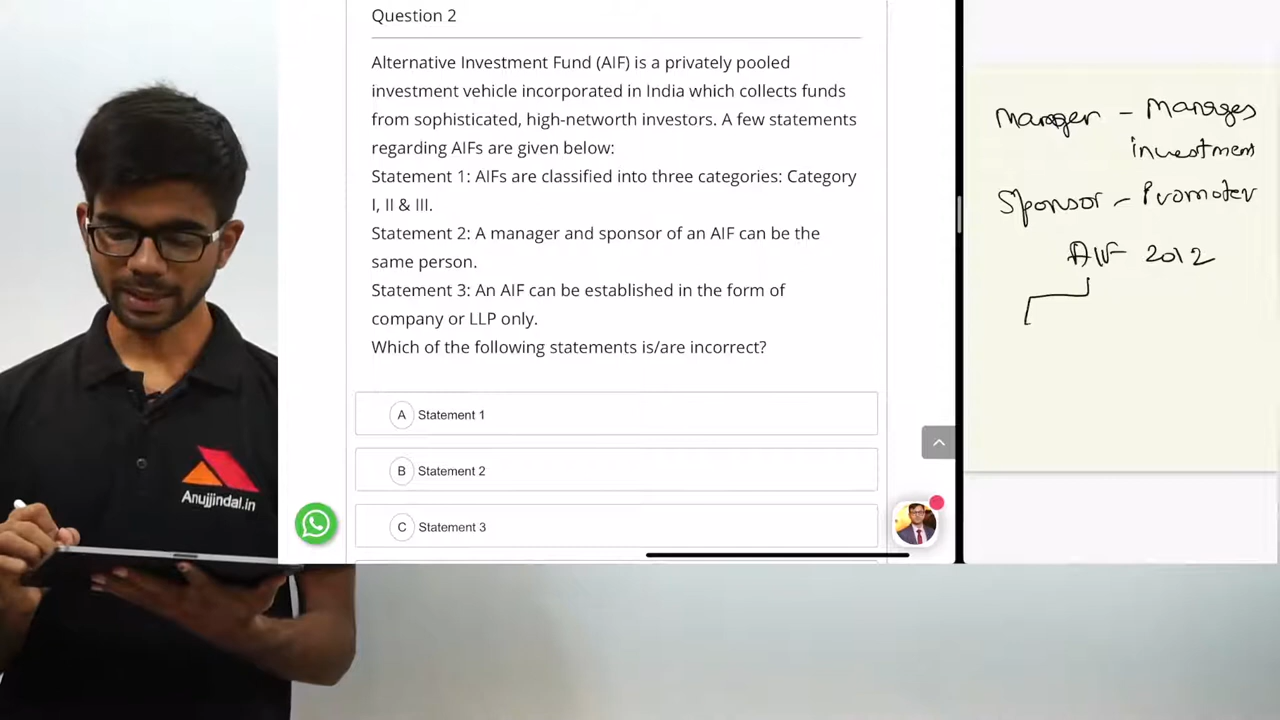 Question 2
Alternative Investment Fund (AIF) is a privately pooled
investment vehicle incorporated in India which collects funds
from sophisticated, high-networth investors. A few statements
regarding AIFs are given below:
Statement 1: AIFs are classified into three categories: Category
I, II & III.
Statement 2: A manager and sponsor of an AIF can be the
same person.
Statement 3: An AIF can be established in the form of
company or LLP only.
Which of the following statements is/are incorrect?
A Statement 1
B Statement 2
C Statement 3
Manager - Manages
investment
Sponsor - Promoter
AIF 2012
Anujjindal.in